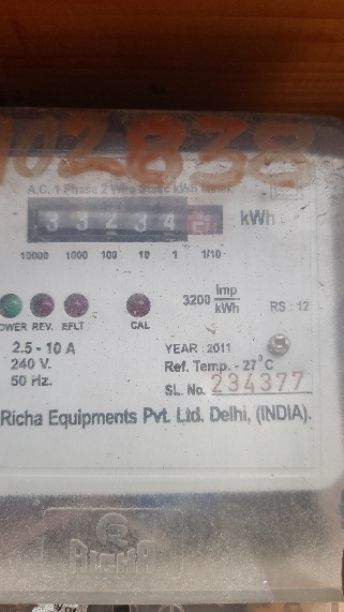 102838
A.C. 1 Phase 2 Wire Static kWh meter.
33234 kWh
10000 1000 100 10 1 1/10
3200 Imp/kWh RS : 12
OWER REV. EFLT CAL
2.5 - 10 A YEAR : 2011
240 V. Ref. Temp. - 27°C
50 Hz. SL. No. 234377
Richa Equipments Pvt. Ltd. Delhi, (INDIA).
RICHA